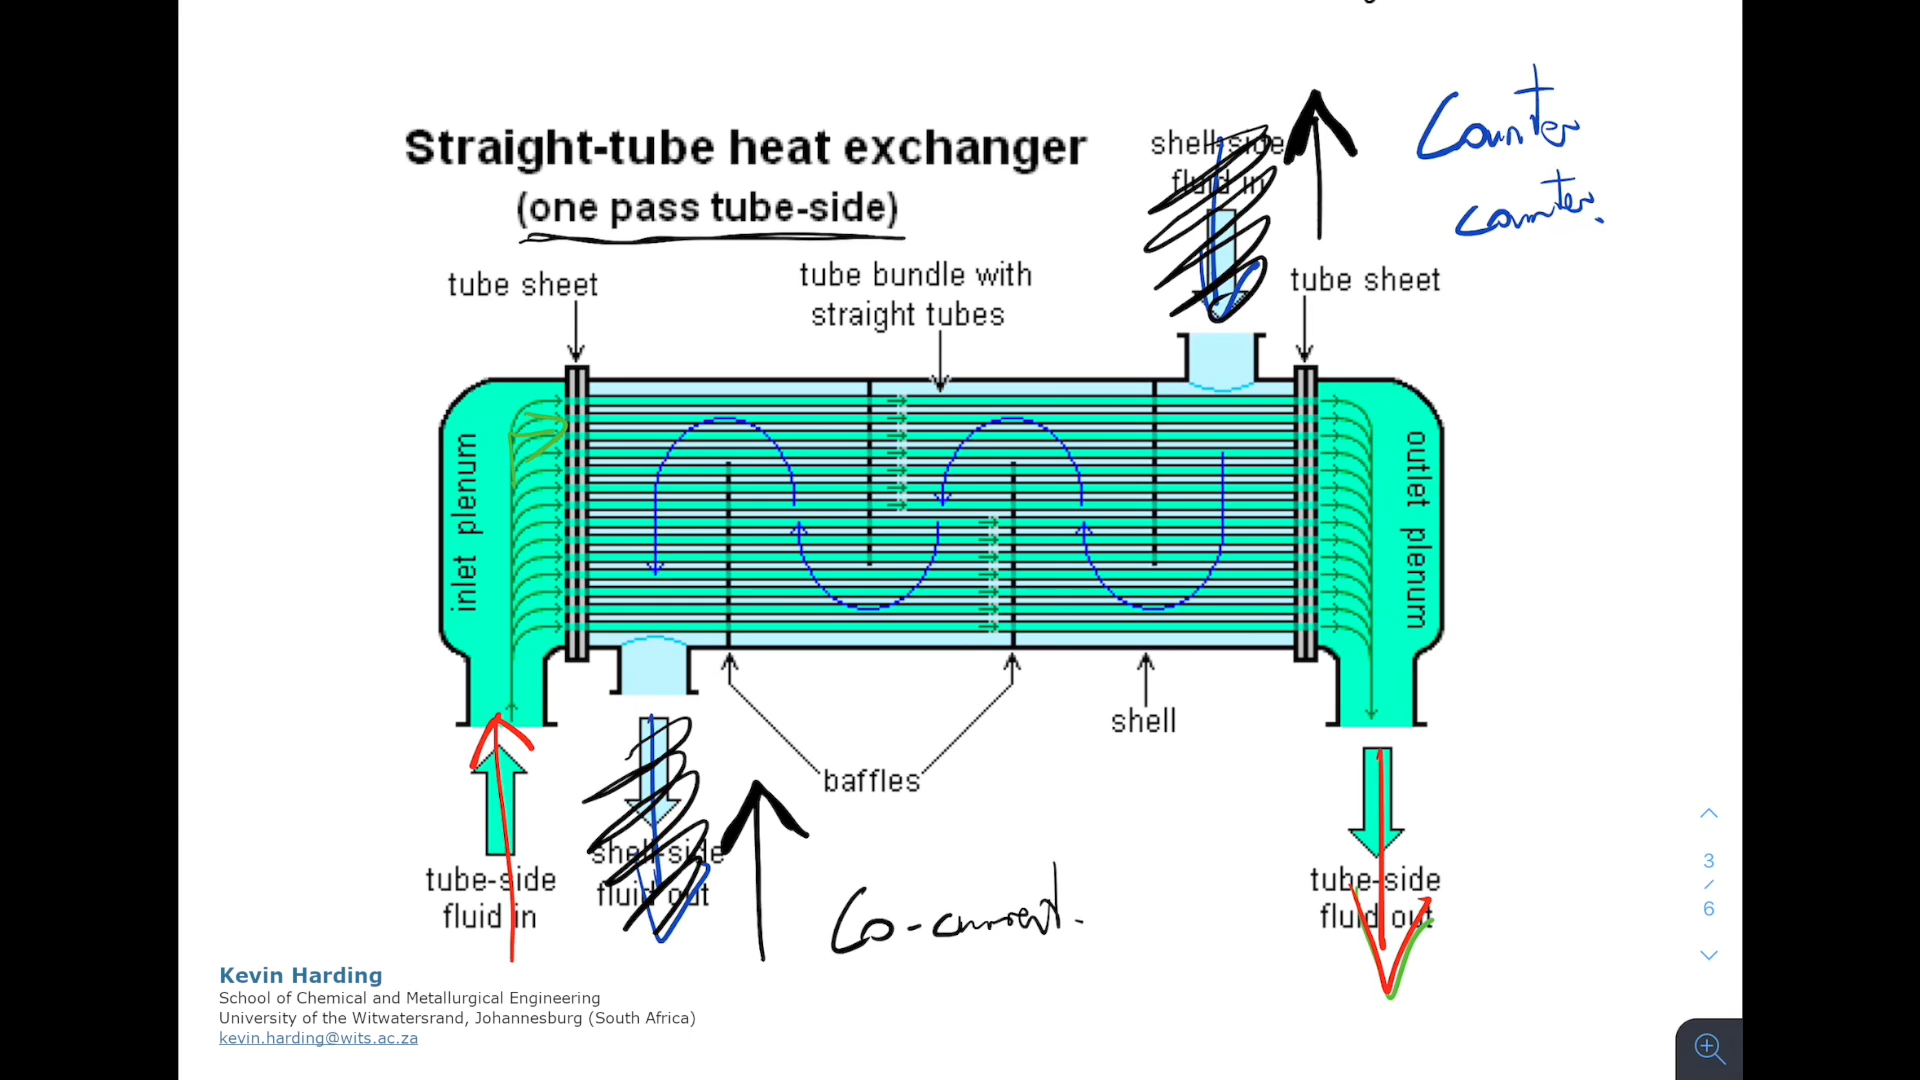 Straight-tube heat exchanger
(one pass tube-side)
shell-side
fluid in
Counter
counter.
tube sheet
tube bundle with
straight tubes
tube sheet
inlet plenum
outlet plenum
shell
baffles
tube-side
fluid in
shell-side
fluid out
Co-current.
tube-side
fluid out
3
/
6
Kevin Harding
School of Chemical and Metallurgical Engineering
University of the Witwatersrand, Johannesburg (South Africa)
kevin.harding@wits.ac.za